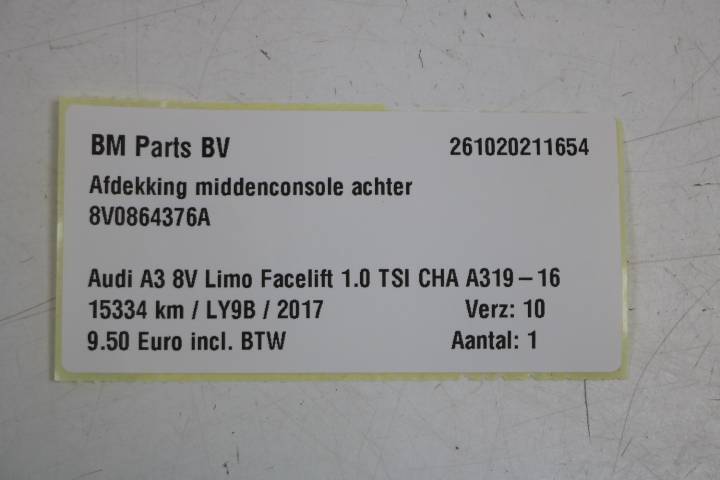 BM Parts BV 261020211654
Afdekking middenconsole achter
8V0864376A
Audi A3 8V Limo Facelift 1.0 TSI CHA A319-16
15334 km / LY9B / 2017 Verz: 10
9.50 Euro incl. BTW Aantal: 1